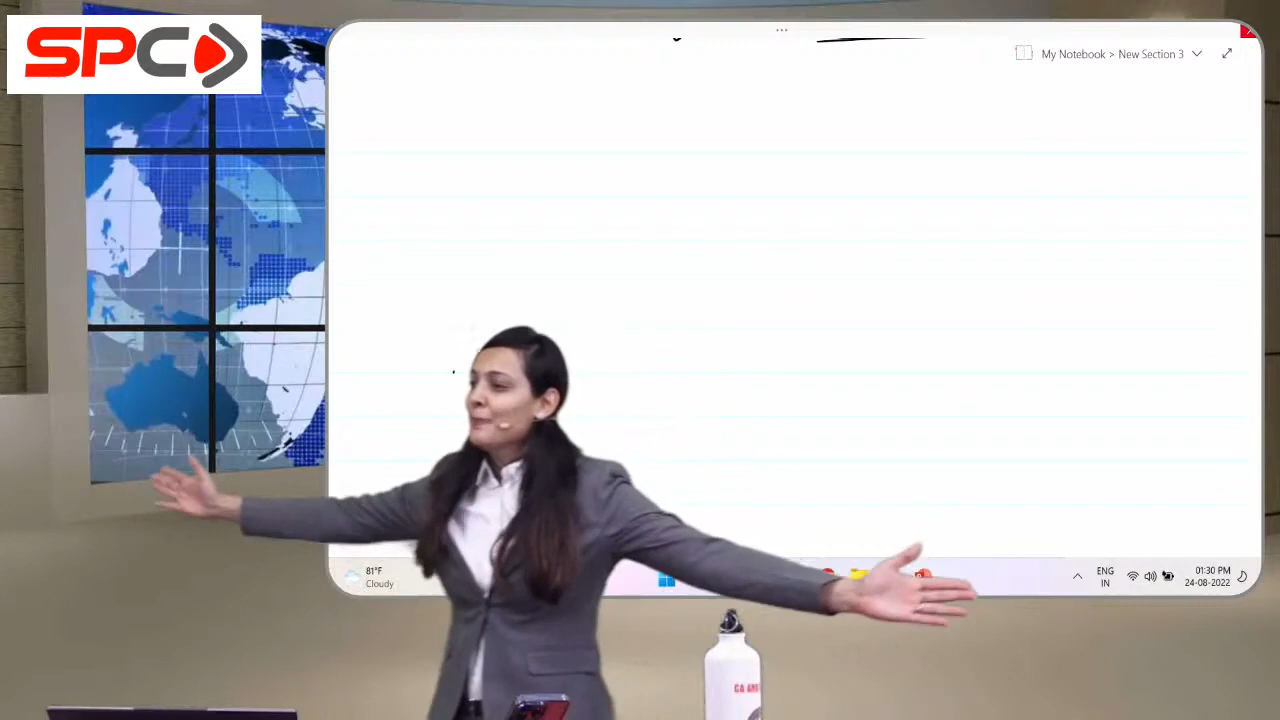 SPC
My Notebook > New Section 3
81°F
Cloudy
ENG
IN
01:30 PM
24-08-2022